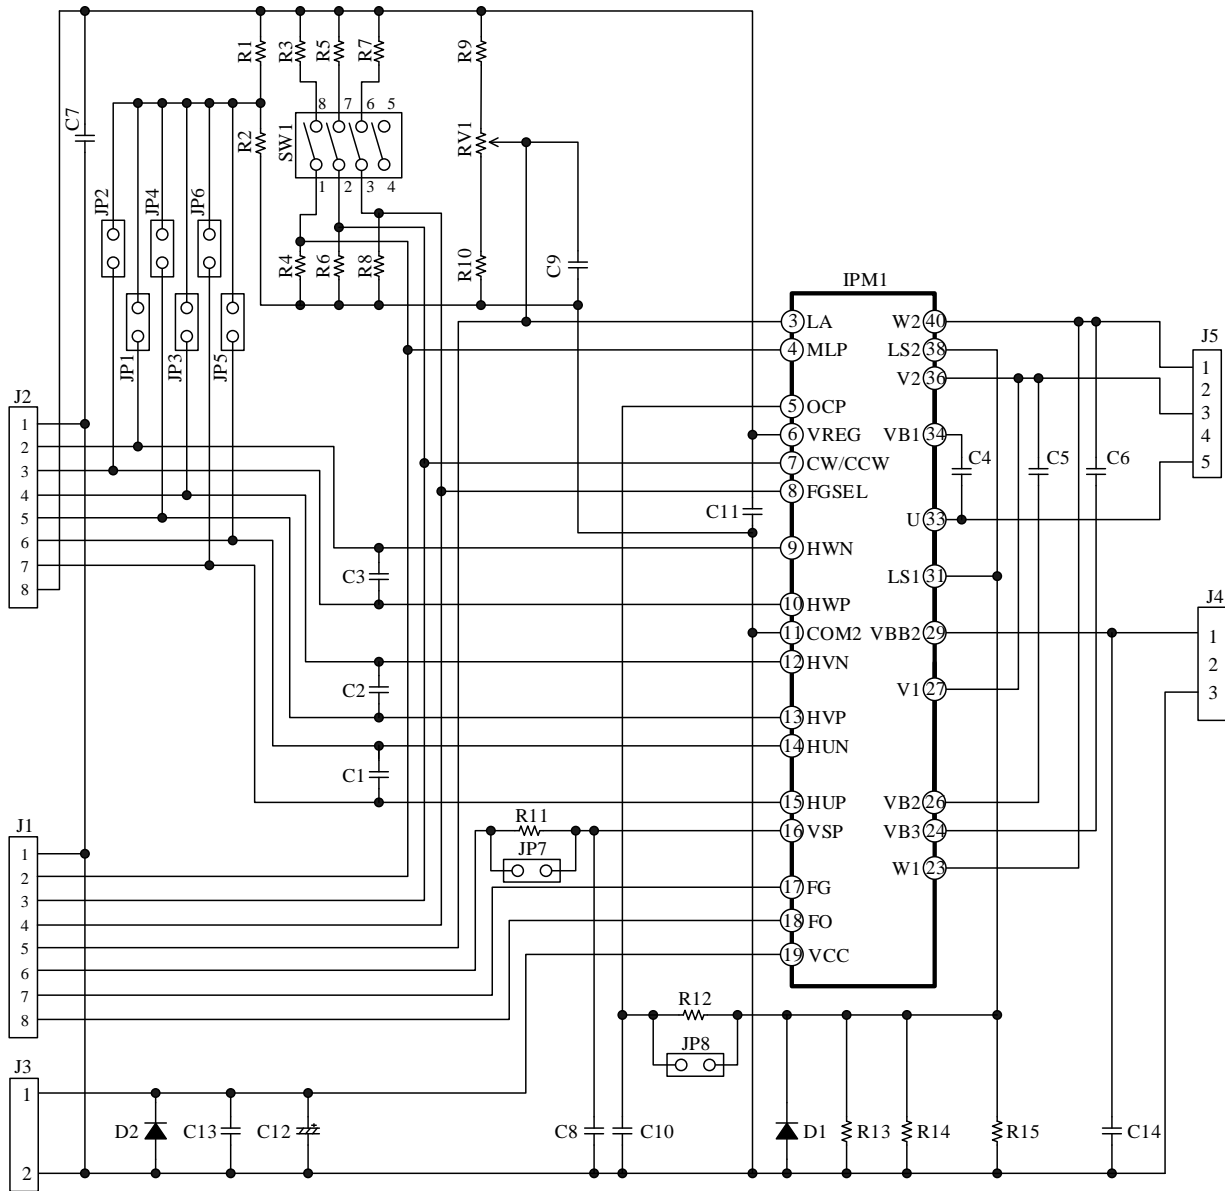 R1
R3
R5
R7
R9
C7
R2
SW1
8 7 6 5
1 2 3 4
RV1
JP2
JP4
JP6
R4
R6
R8
R10
C9
JP1
JP3
JP5
IPM1
3 LA
4 MLP
5 OCP
6 VREG
7 CW/CCW
8 FGSEL
9 HWN
10 HWP
11 COM2
12 HVN
13 HVP
14 HUN
15 HUP
16 VSP
17 FG
18 FO
19 VCC
W2 40
LS2 38
V2 36
VB1 34
U 33
LS1 31
VBB2 29
V1 27
VB2 26
VB3 24
W1 23
J5
1
2
3
4
5
C4
C5
C6
J4
1
2
3
J2
1
2
3
4
5
6
7
8
C11
C3
C2
C1
R11
JP7
J1
1
2
3
4
5
6
7
8
R12
JP8
J3
1
2
D2
C13
C12
+
C8
C10
D1
R13
R14
R15
C14